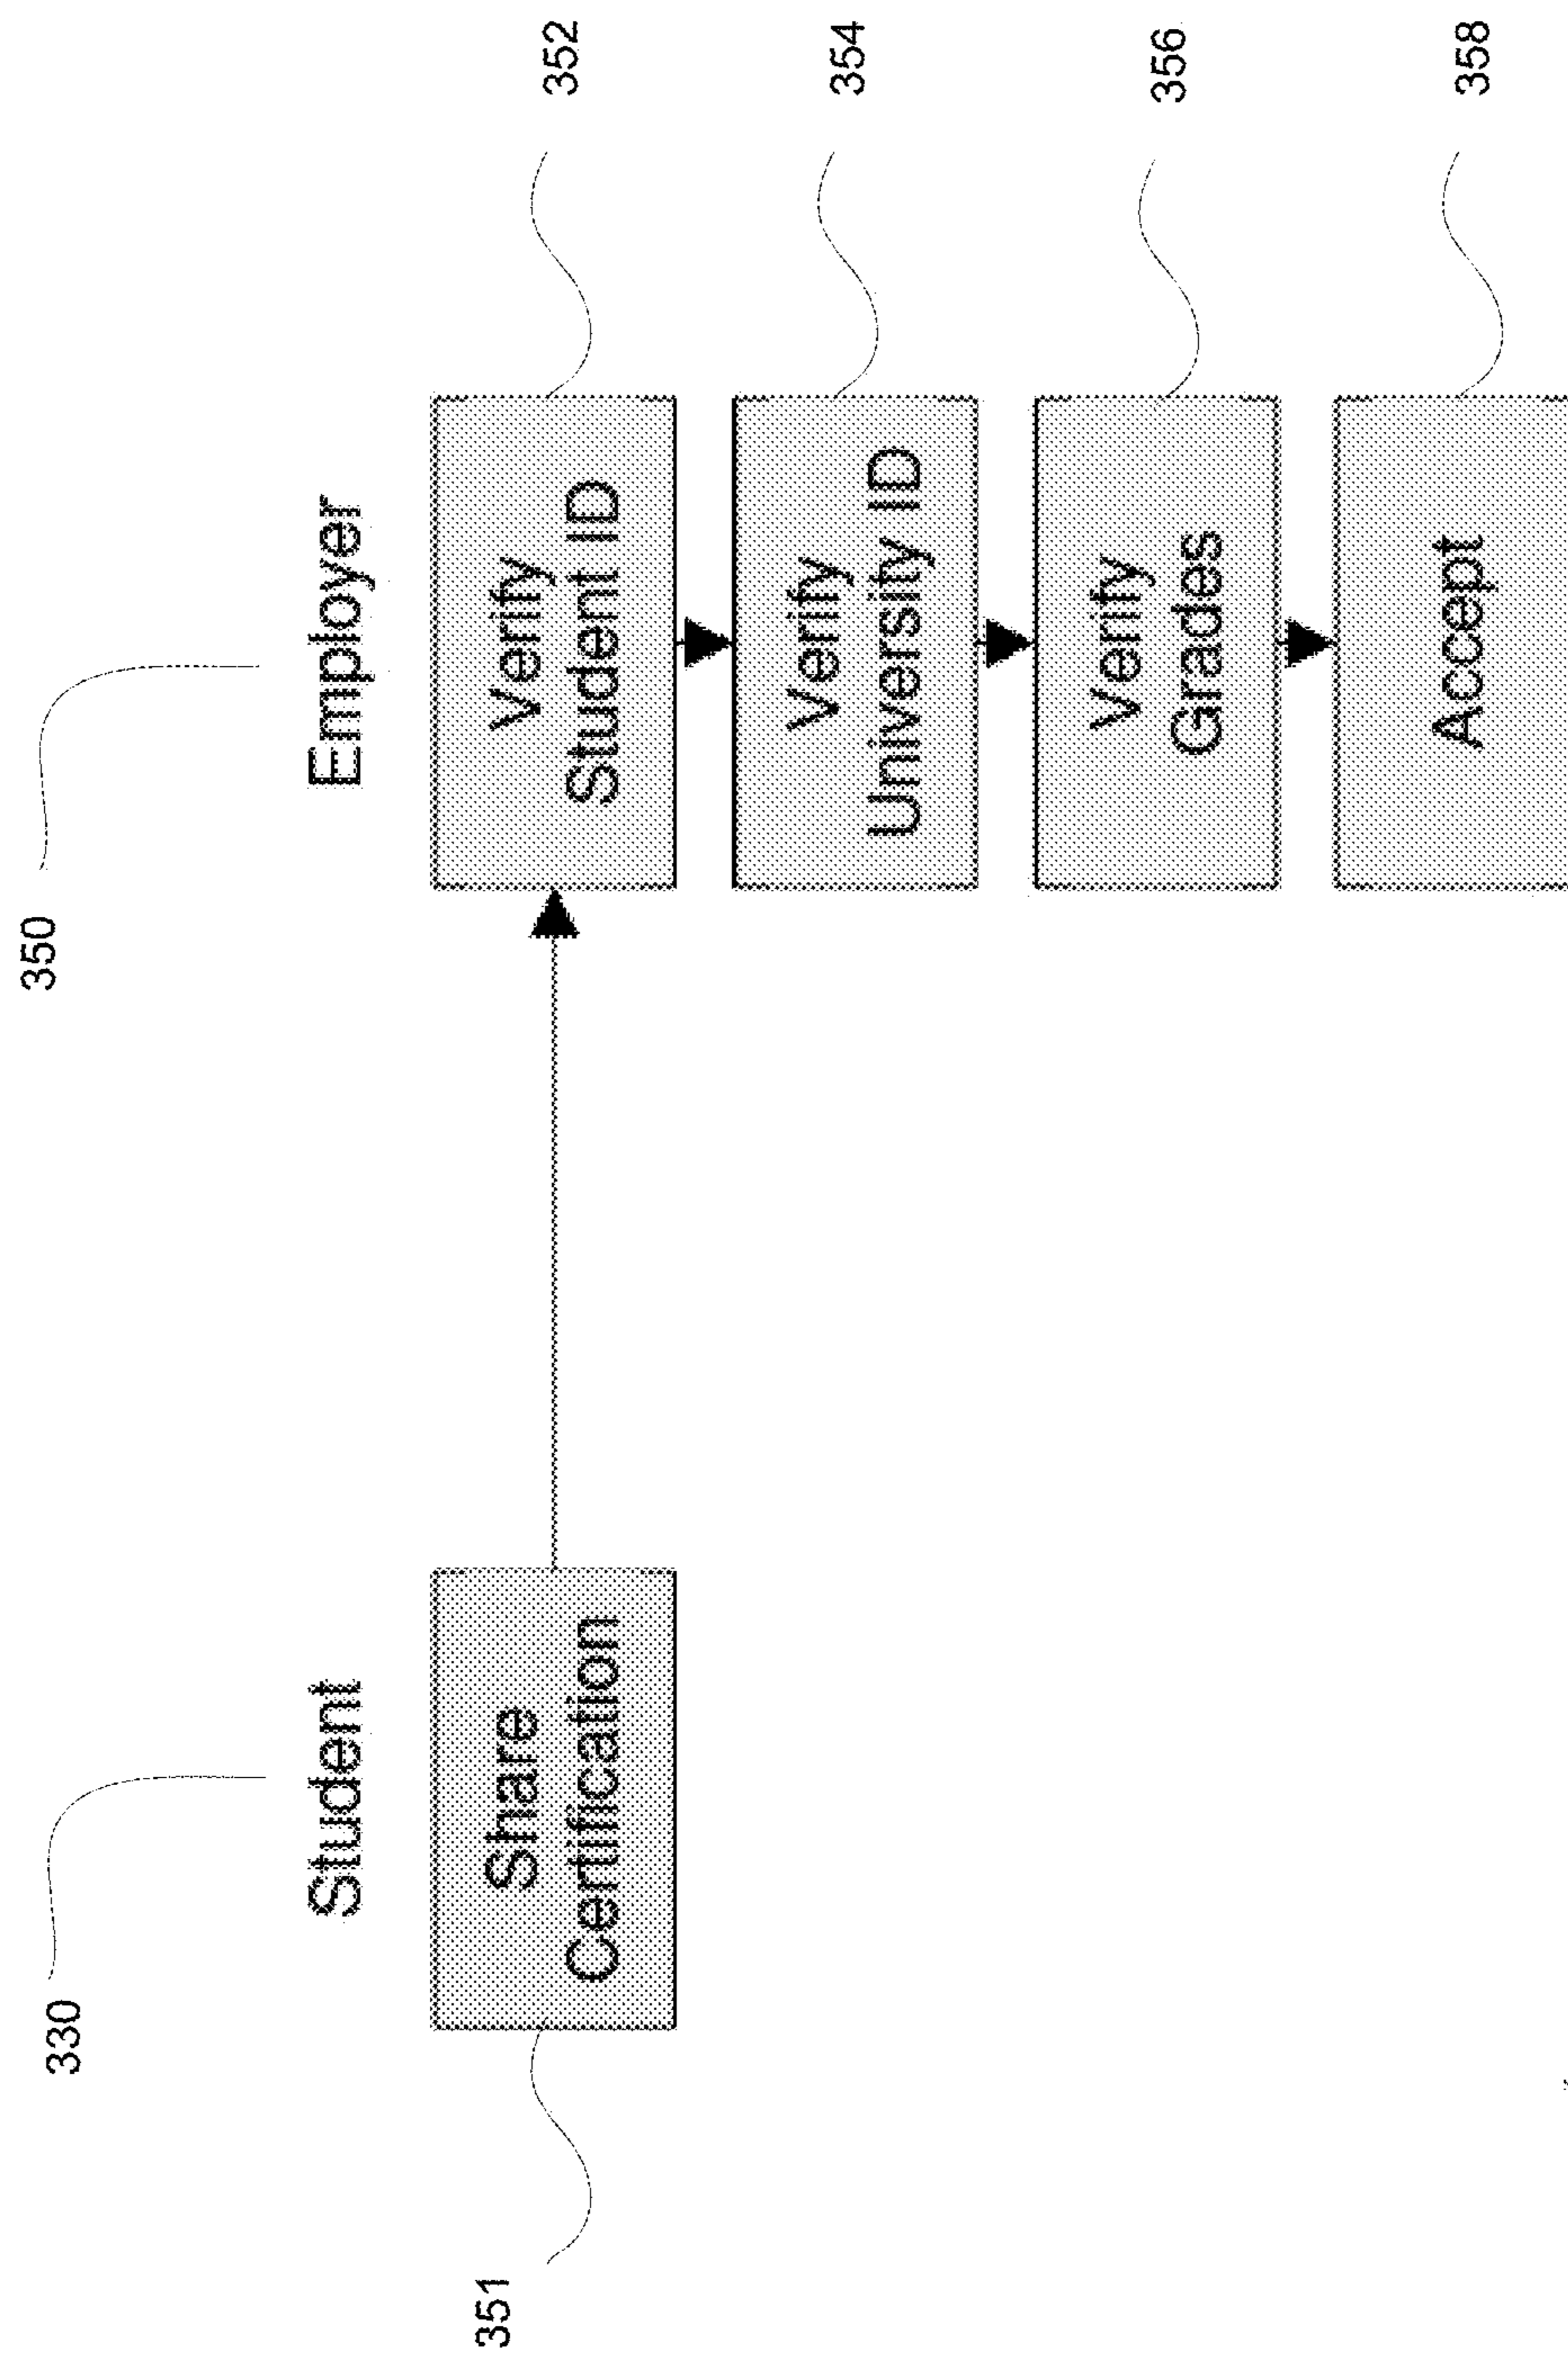 330
350
Student
Employer
351
Share
Certification
Verify
Student ID
352
Verify
University ID
354
Verify
Grades
356
Accept
358